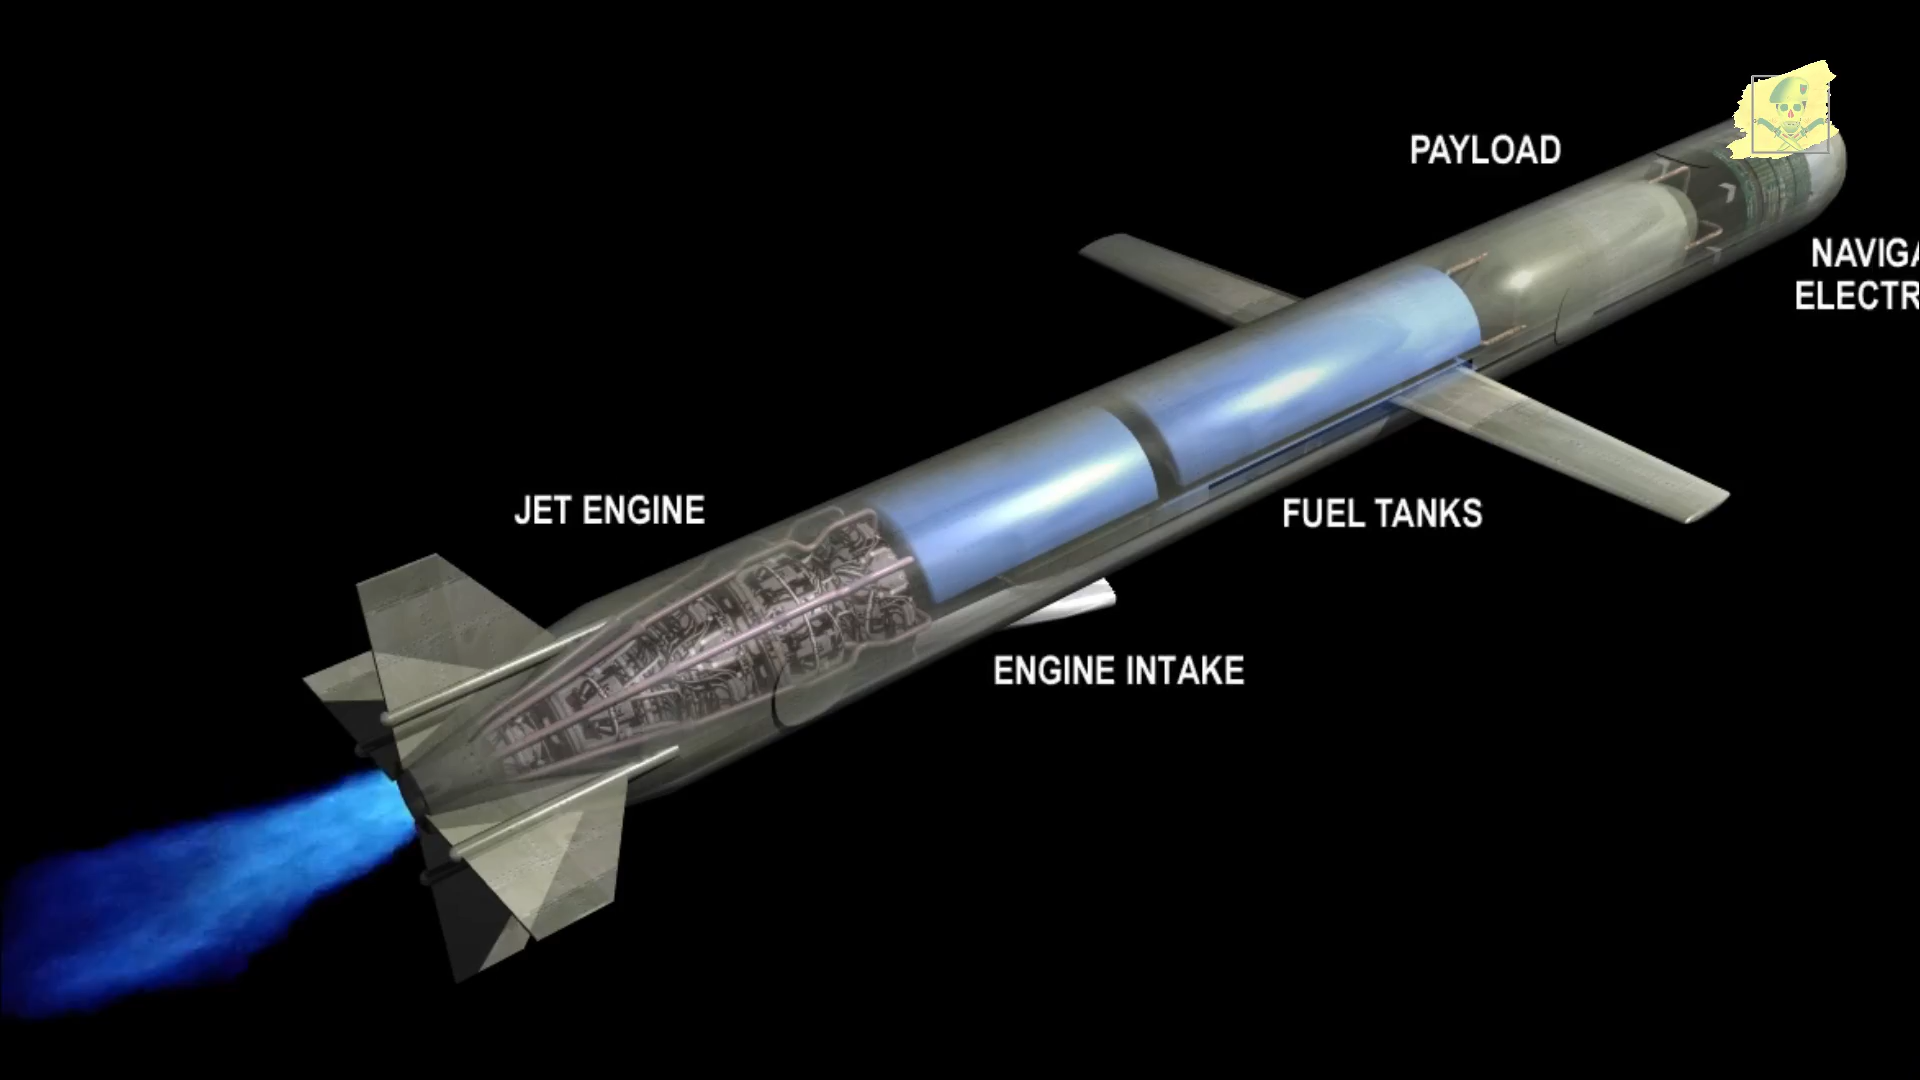 PAYLOAD
NAVIGA
ELECTR
JET ENGINE
FUEL TANKS
ENGINE INTAKE